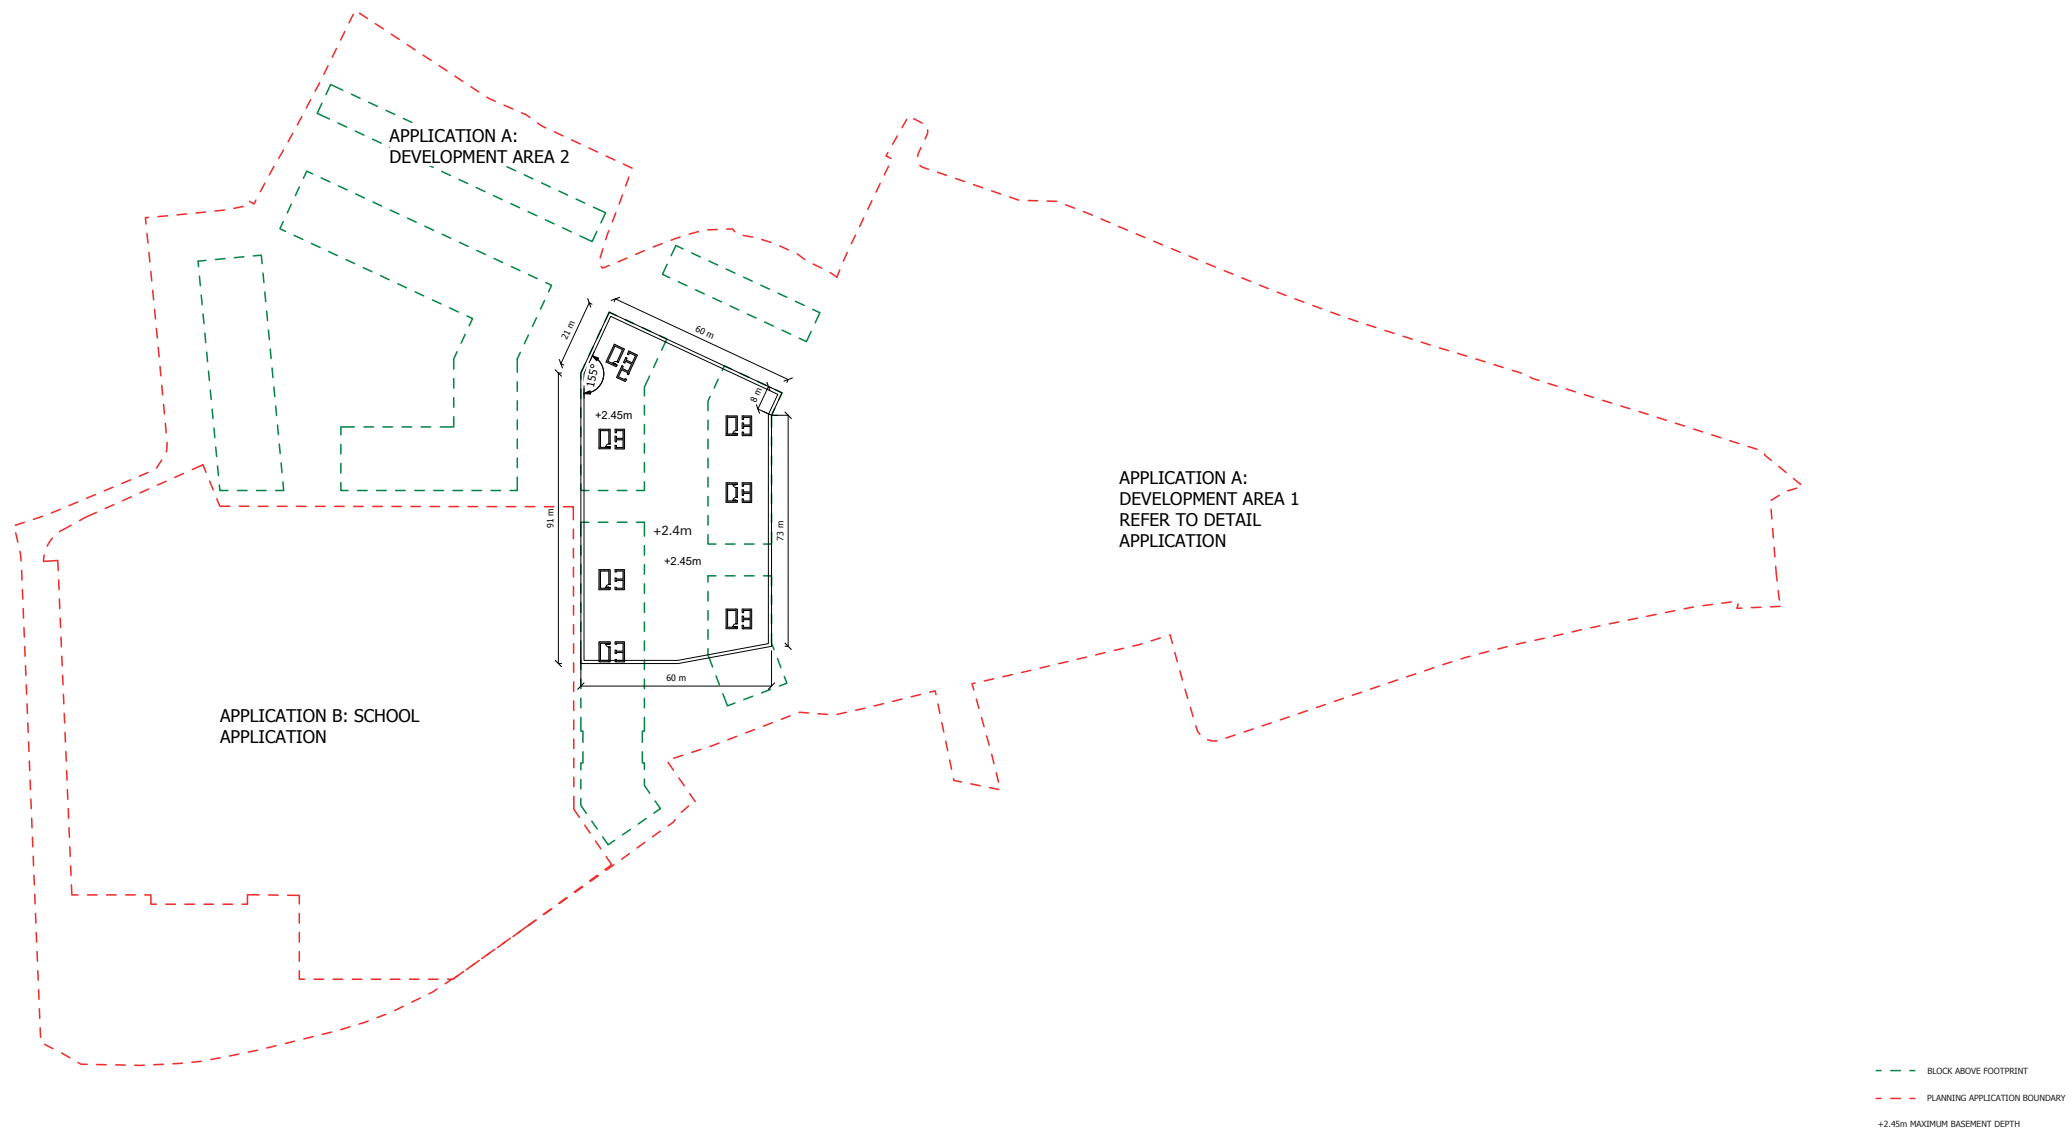 APPLICATION A:
DEVELOPMENT AREA 2
21 m
60 m
155°
8 m
+2.45m
91 m
+2.4m
+2.45m
73 m
60 m
APPLICATION A:
DEVELOPMENT AREA 1
REFER TO DETAIL
APPLICATION
APPLICATION B: SCHOOL
APPLICATION
BLOCK ABOVE FOOTPRINT
PLANNING APPLICATION BOUNDARY
+2.45m MAXIMUM BASEMENT DEPTH